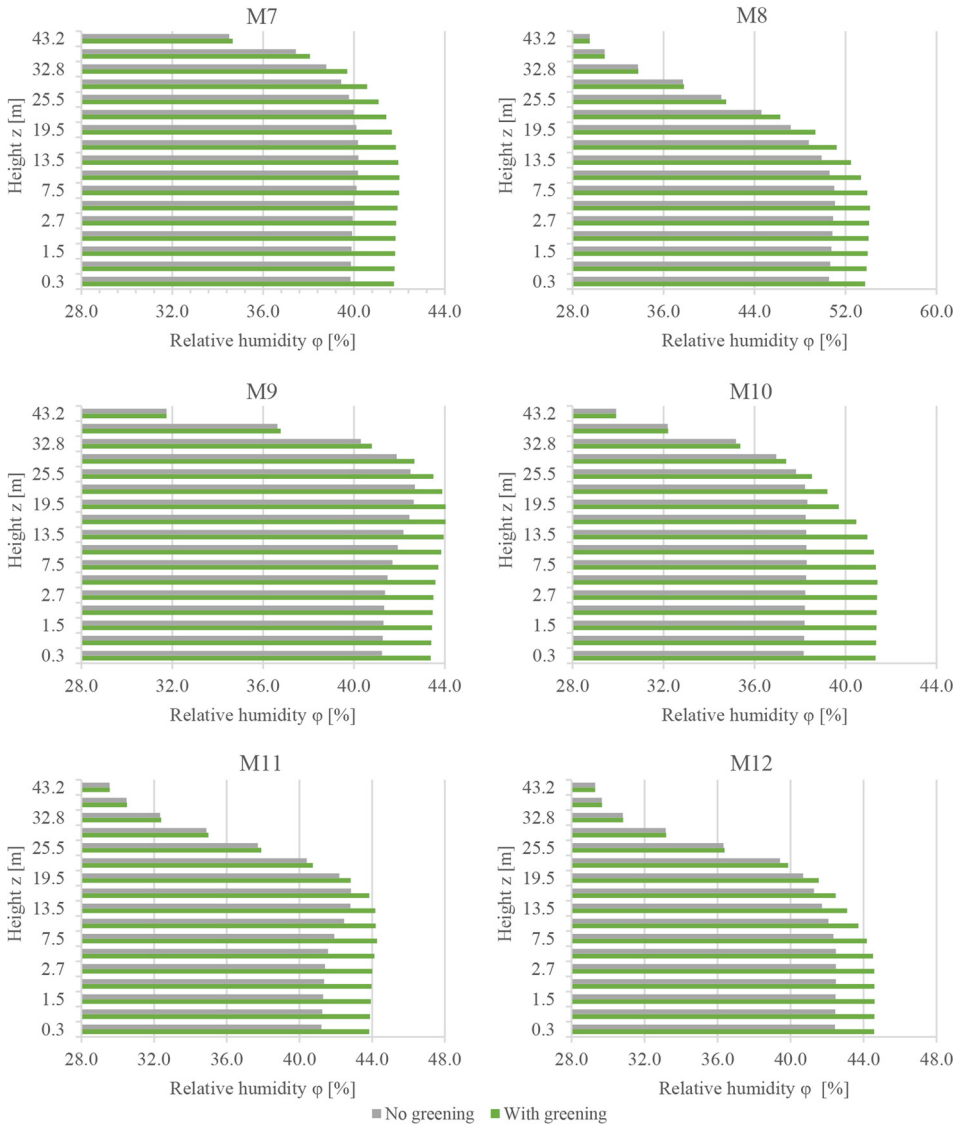 M7
43.2
32.8
25.5
19.5
13.5
7.5
2.7
1.5
0.3
Height z [m]
28.0 32.0 36.0 40.0 44.0
Relative humidity φ [%]
M8
43.2
32.8
25.5
19.5
13.5
7.5
2.7
1.5
0.3
Height z [m]
28.0 36.0 44.0 52.0 60.0
Relative humidity φ [%]
M9
43.2
32.8
25.5
19.5
13.5
7.5
2.7
1.5
0.3
Height z [m]
28.0 32.0 36.0 40.0 44.0
Relative humidity φ [%]
M10
43.2
32.8
25.5
19.5
13.5
7.5
2.7
1.5
0.3
Height z [m]
28.0 32.0 36.0 40.0 44.0
Relative humidity φ [%]
M11
43.2
32.8
25.5
19.5
13.5
7.5
2.7
1.5
0.3
Height z [m]
28.0 32.0 36.0 40.0 44.0 48.0
Relative humidity φ [%]
M12
43.2
32.8
25.5
19.5
13.5
7.5
2.7
1.5
0.3
Height z [m]
28.0 32.0 36.0 40.0 44.0 48.0
Relative humidity φ [%]
No greening With greening